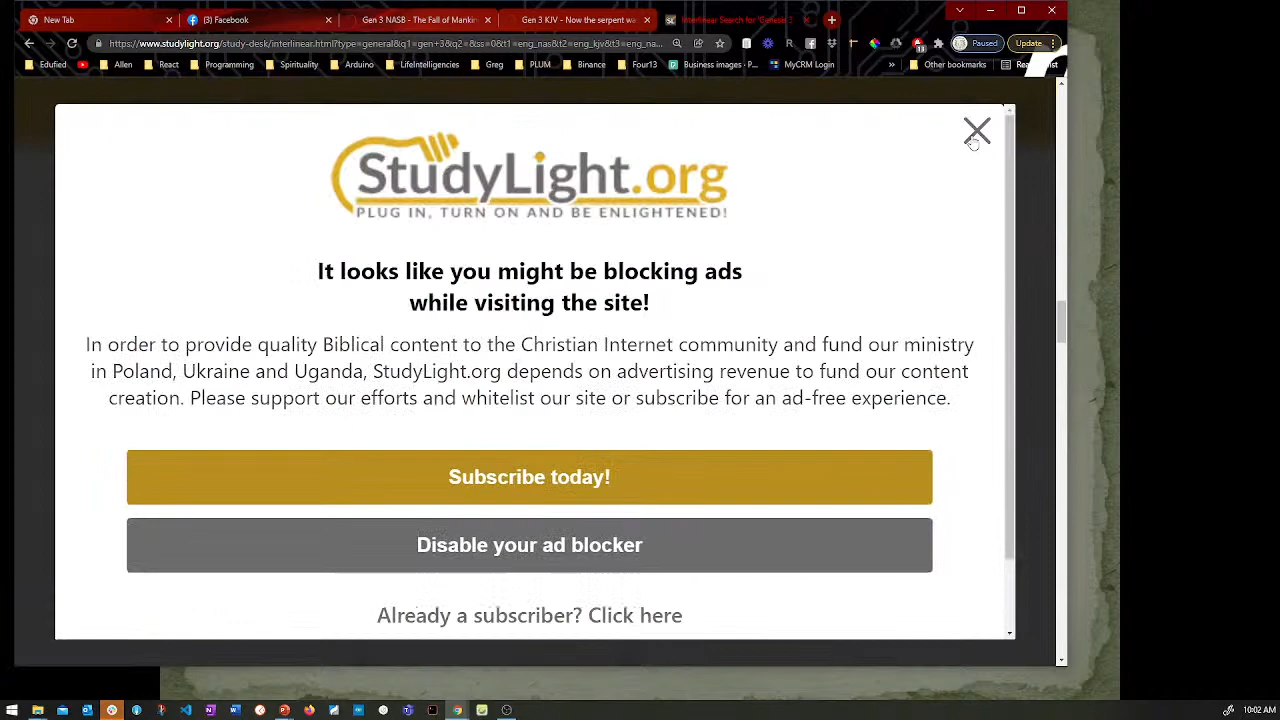 New Tab
(3) Facebook
Gen 3 NASB - The Fall of Mankin
Gen 3 KJV - Now the serpent wa
Interlinear Search for 'Genesis 3
https://www.studylight.org/study-desk/interlinear.html?type=general&q1=gen+3&q2=&ss=0&t1=eng_nas&t2=eng_kjv&t3=eng_na...
13
Paused
Update
Edufied
Allen
React
Programming
Spirituality
Arduino
LifeIntelligencies
Greg
PLUM
Binance
Four13
Business images - P...
MyCRM Login
»
Other bookmarks
StudyLight.org
PLUG IN, TURN ON AND BE ENLIGHTENED!
It looks like you might be blocking ads
while visiting the site!
In order to provide quality Biblical content to the Christian Internet community and fund our ministry
in Poland, Ukraine and Uganda, StudyLight.org depends on advertising revenue to fund our content
creation. Please support our efforts and whitelist our site or subscribe for an ad-free experience.
Subscribe today!
Disable your ad blocker
Already a subscriber? Click here
10:02 AM